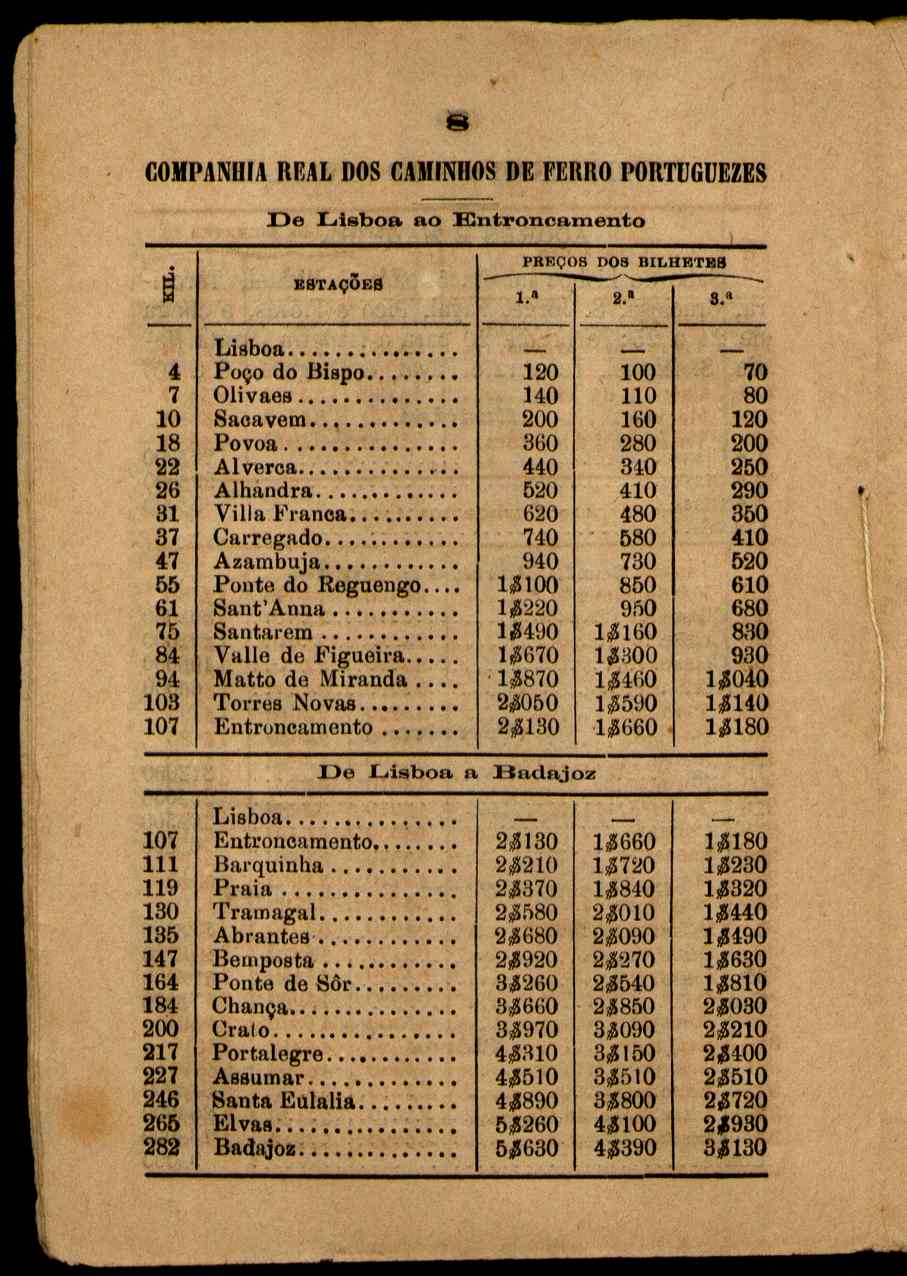 8
COMPANHIA REAL DOS CAMINHOS DE FERRO PORTUGUEZES
De Lisboa ao Entroncamento
KIL. ESTAÇÕES PREÇOS DOS BILHETES
1.ª 2.ª 3.ª
Lisboa............... — — —
4 Poço do Bispo........ 120 100 70
7 Olivaes.............. 140 110 80
10 Sacavem............. 200 160 120
18 Povoa............... 360 280 200
22 Alverca.............. 440 340 250
26 Alhandra............. 520 410 290
31 Villa Franca.......... 620 480 350
37 Carregado............ 740 580 410
47 Azambuja............ 940 730 520
55 Ponte do Reguengo.... 1$100 850 610
61 Sant'Anna........... 1$220 950 680
75 Santarem............ 1$490 1$160 830
84 Valle de Figueira..... 1$670 1$300 930
94 Matto de Miranda.... 1$870 1$460 1$040
103 Torres Novas......... 2$050 1$590 1$140
107 Entroncamento....... 2$130 1$660 1$180
De Lisboa a Badajoz
Lisboa............... — — —
107 Entroncamento........ 2$130 1$660 1$180
111 Barquinha........... 2$210 1$720 1$230
119 Praia............... 2$370 1$840 1$320
130 Tramagal............ 2$580 2$010 1$440
135 Abrantes............ 2$680 2$090 1$490
147 Bemposta............ 2$920 2$270 1$630
164 Ponte de Sôr......... 3$260 2$540 1$810
184 Chança.............. 3$660 2$850 2$030
200 Crato................ 3$970 3$090 2$210
217 Portalegre............ 4$310 3$150 2$400
227 Assumar............. 4$510 3$510 2$510
246 Santa Eulalia......... 4$890 3$800 2$720
265 Elvas................ 5$260 4$100 2$930
282 Badajoz.............. 5$630 4$390 3$130